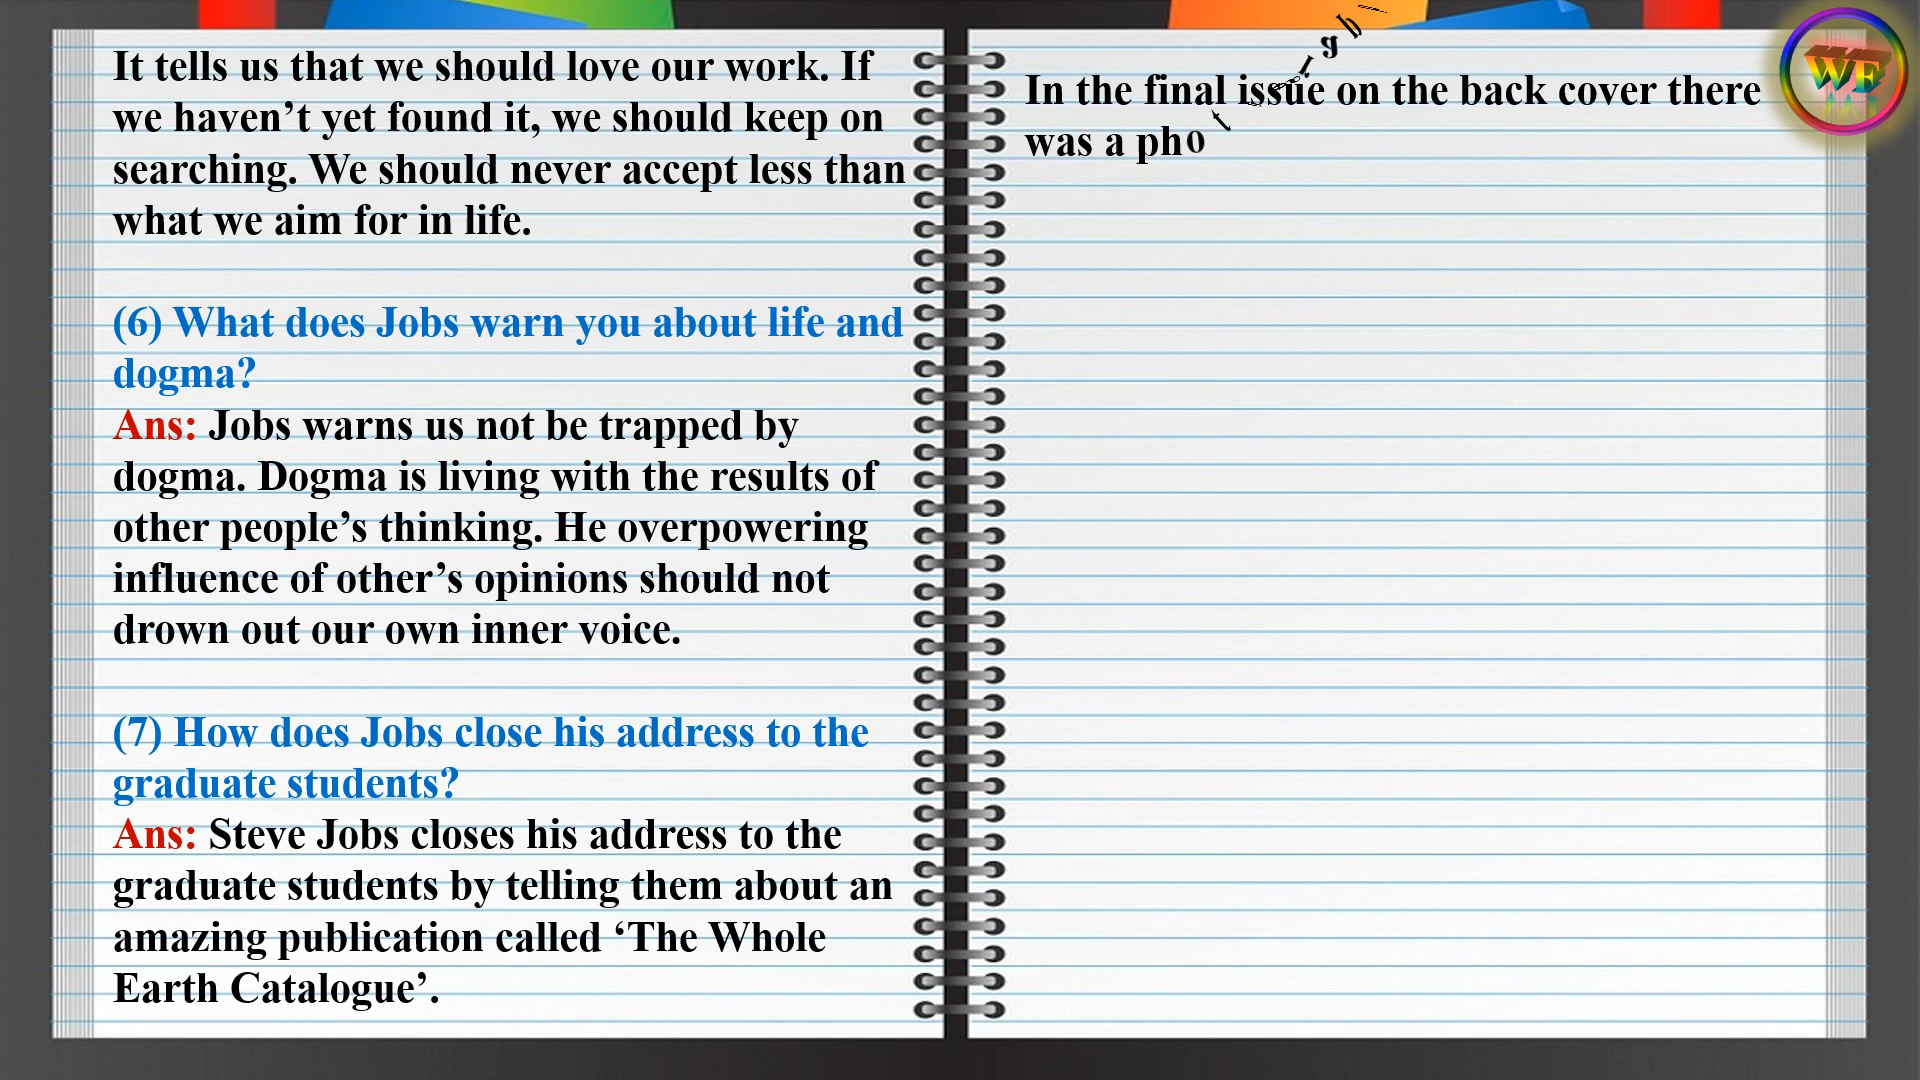 It tells us that we should love our work. If
we haven’t yet found it, we should keep on
searching. We should never accept less than
what we aim for in life.
(6) What does Jobs warn you about life and
dogma?
Ans: Jobs warns us not be trapped by
dogma. Dogma is living with the results of
other people’s thinking. He overpowering
influence of other’s opinions should not
drown out our own inner voice.
(7) How does Jobs close his address to the
graduate students?
Ans: Steve Jobs closes his address to the
graduate students by telling them about an
amazing publication called ‘The Whole
Earth Catalogue’.
In the final issue on the back cover there
was a pho
WE